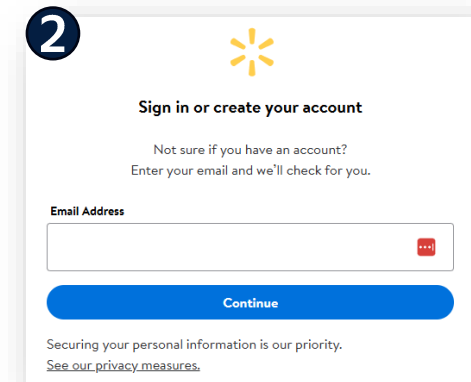 2
Sign in or create your account
Not sure if you have an account?
Enter your email and we'll check for you.
Email Address
Continue
Securing your personal information is our priority.
See our privacy measures.